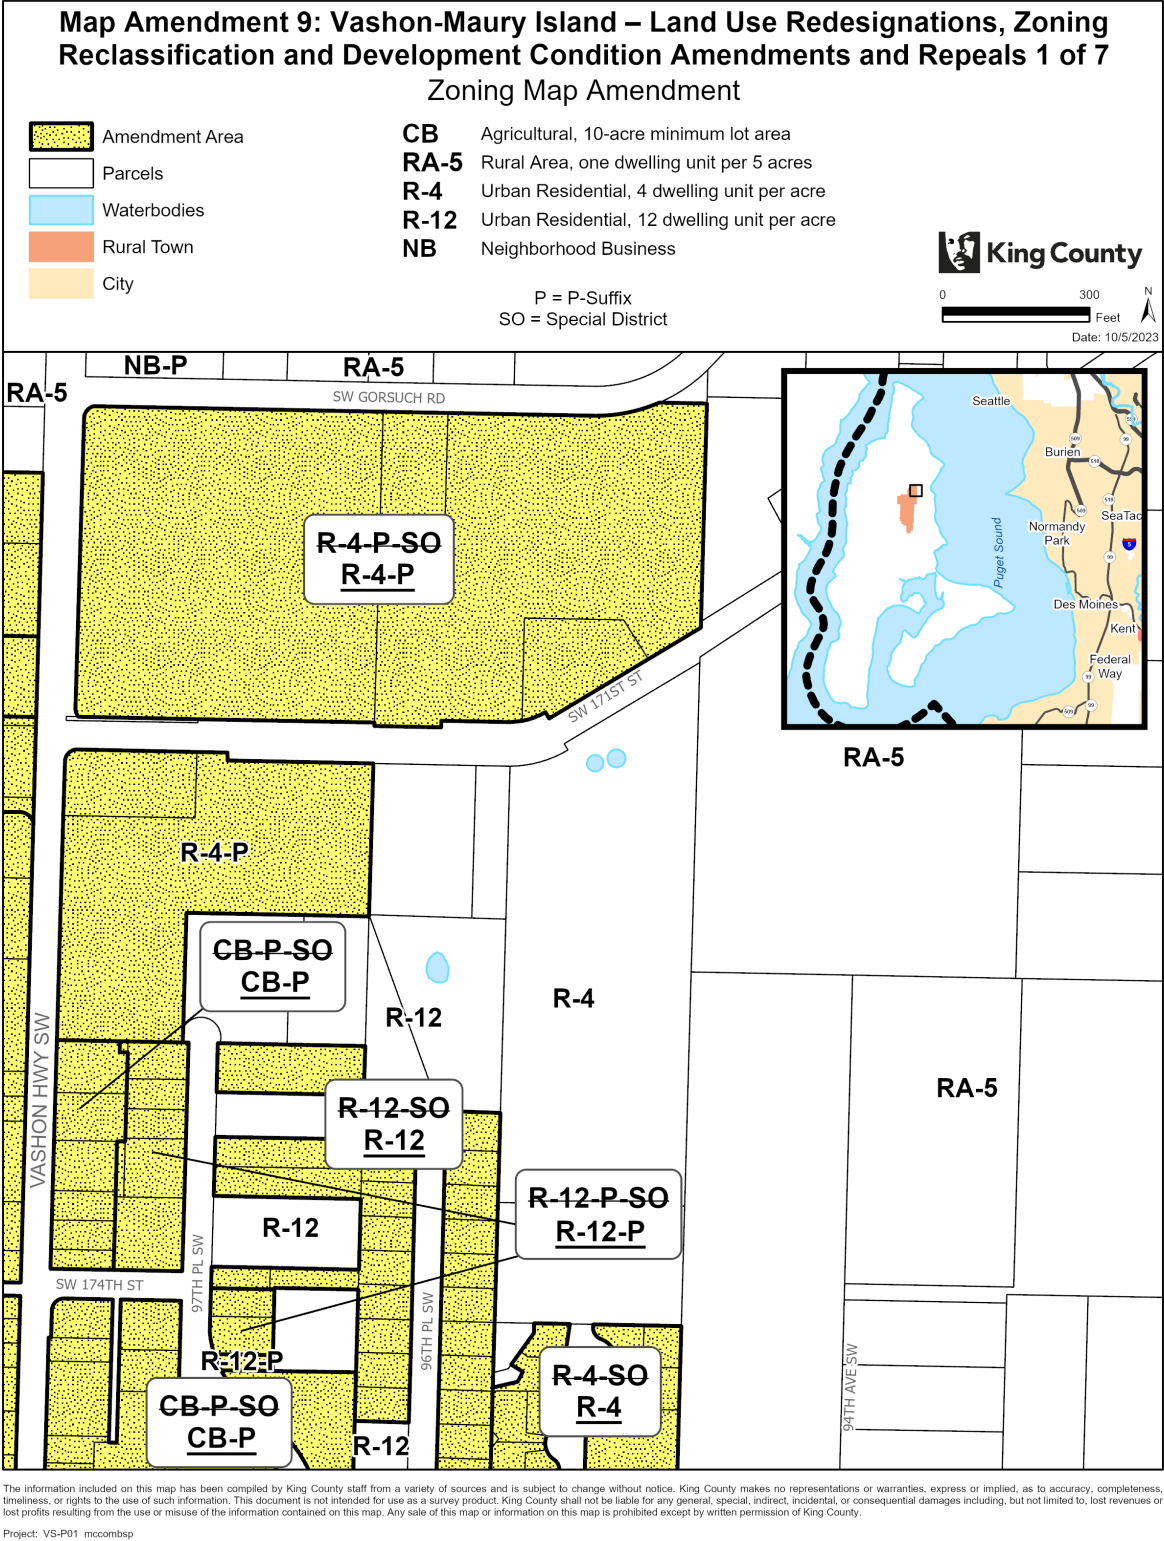 Map Amendment 9: Vashon-Maury Island – Land Use Redesignations, Zoning
Reclassification and Development Condition Amendments and Repeals 1 of 7
Zoning Map Amendment
Amendment Area
Parcels
Waterbodies
Rural Town
City
CB Agricultural, 10-acre minimum lot area
RA-5 Rural Area, one dwelling unit per 5 acres
R-4 Urban Residential, 4 dwelling unit per acre
R-12 Urban Residential, 12 dwelling unit per acre
NB Neighborhood Business
P = P-Suffix
SO = Special District
King County
0 300
Feet
N
Date: 10/5/2023
NB-P
RA-5
RA-5
SW GORSUCH RD
R-4-P-SO
R-4-P
SW 171ST ST
Seattle
509
99
Burien
518
509
518
SeaTac
Normandy
Park
5
99
Puget Sound
Des Moines
Kent
Federal
Way
99
509
99
RA-5
R-4-P
CB-P-SO
CB-P
R-4
R-12
VASHON HWY SW
RA-5
R-12-SO
R-12
R-12-P-SO
R-12-P
R-12
97TH PL SW
SW 174TH ST
96TH PL SW
R-12-P
R-4-SO
R-4
94TH AVE SW
CB-P-SO
CB-P
R-12
The information included on this map has been compiled by King County staff from a variety of sources and is subject to change without notice. King County makes no representations or warranties, express or implied, as to accuracy, completeness,
timeliness, or rights to the use of such information. This document is not intended for use as a survey product. King County shall not be liable for any general, special, indirect, incidental, or consequential damages including, but not limited to, lost revenues or
lost profits resulting from the use or misuse of the information contained on this map. Any sale of this map or information on this map is prohibited except by written permission of King County.
Project: VS-P01 mccombsp